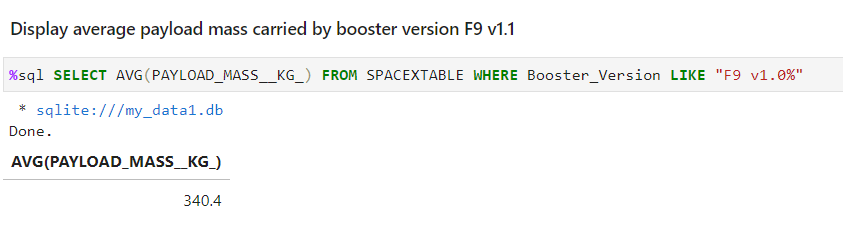 Display average payload mass carried by booster version F9 v1.1
%sql SELECT AVG(PAYLOAD_MASS__KG_) FROM SPACEXTABLE WHERE Booster_Version LIKE "F9 v1.0%"
* sqlite:///my_data1.db
Done.
AVG(PAYLOAD_MASS__KG_)
340.4